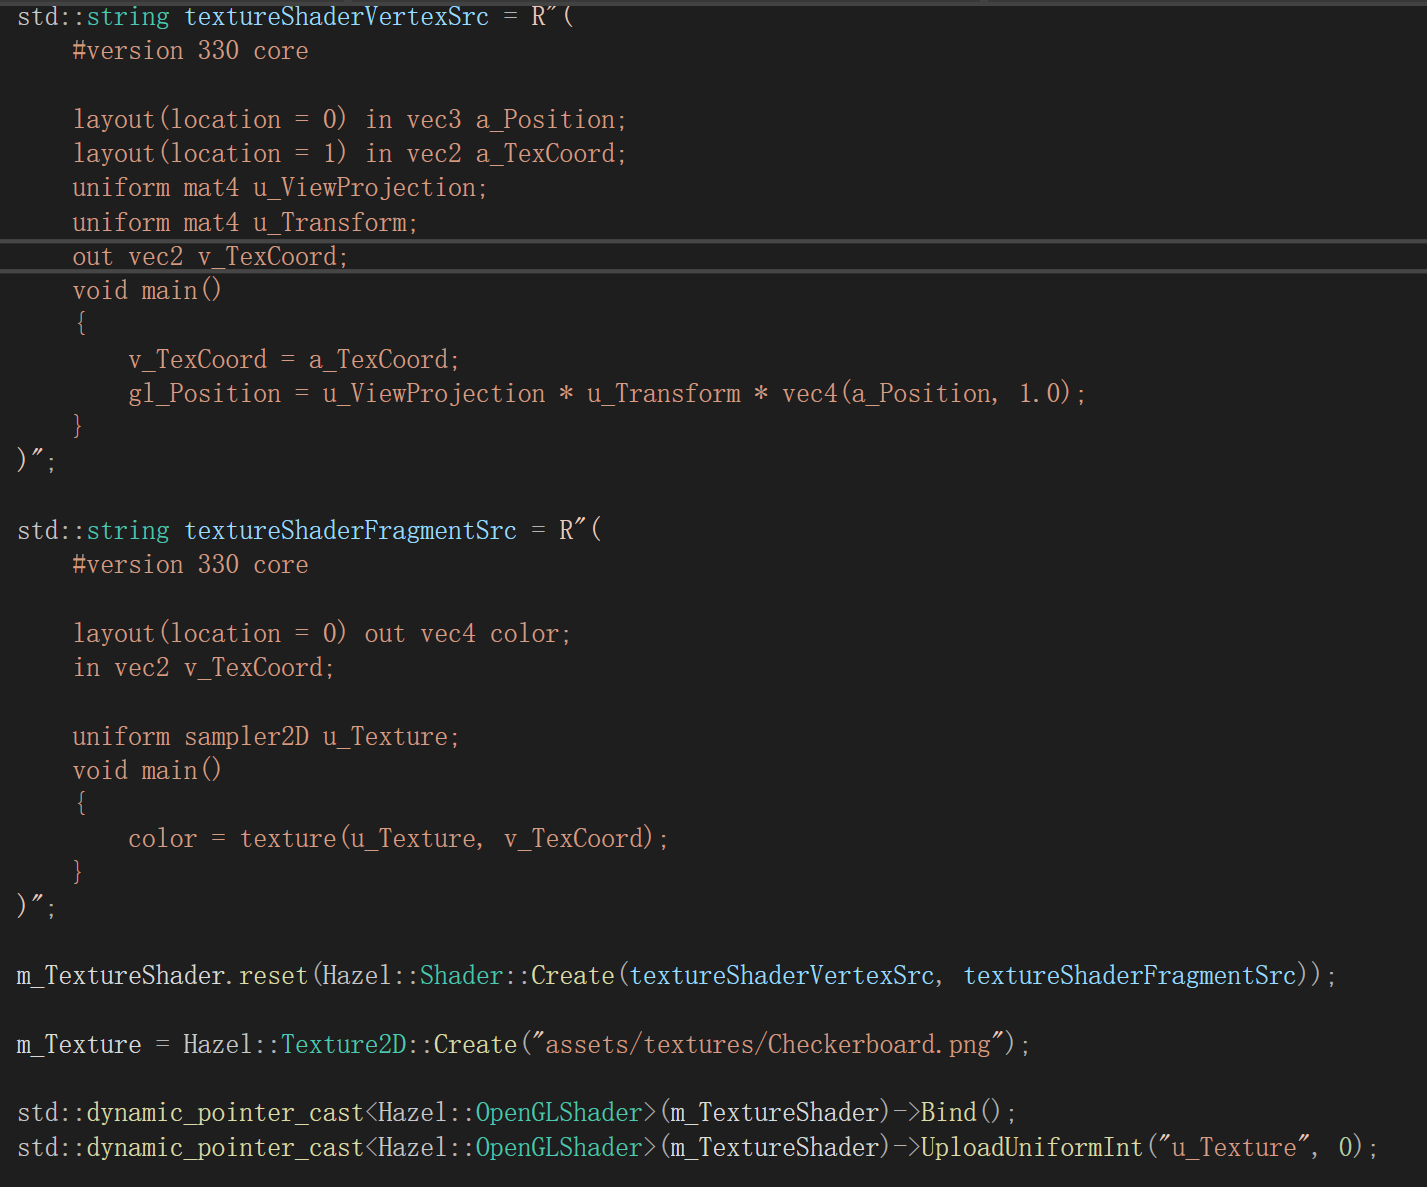 std::string textureShaderVertexSrc = R"(
#version 330 core
layout(location = 0) in vec3 a_Position;
layout(location = 1) in vec2 a_TexCoord;
uniform mat4 u_ViewProjection;
uniform mat4 u_Transform;
out vec2 v_TexCoord;
void main()
{
v_TexCoord = a_TexCoord;
gl_Position = u_ViewProjection * u_Transform * vec4(a_Position, 1.0);
}
)";
std::string textureShaderFragmentSrc = R"(
#version 330 core
layout(location = 0) out vec4 color;
in vec2 v_TexCoord;
uniform sampler2D u_Texture;
void main()
{
color = texture(u_Texture, v_TexCoord);
}
)";
m_TextureShader.reset(Hazel::Shader::Create(textureShaderVertexSrc, textureShaderFragmentSrc));
m_Texture = Hazel::Texture2D::Create("assets/textures/Checkerboard.png");
std::dynamic_pointer_cast<Hazel::OpenGLShader>(m_TextureShader)->Bind();
std::dynamic_pointer_cast<Hazel::OpenGLShader>(m_TextureShader)->UploadUniformInt("u_Texture", 0);